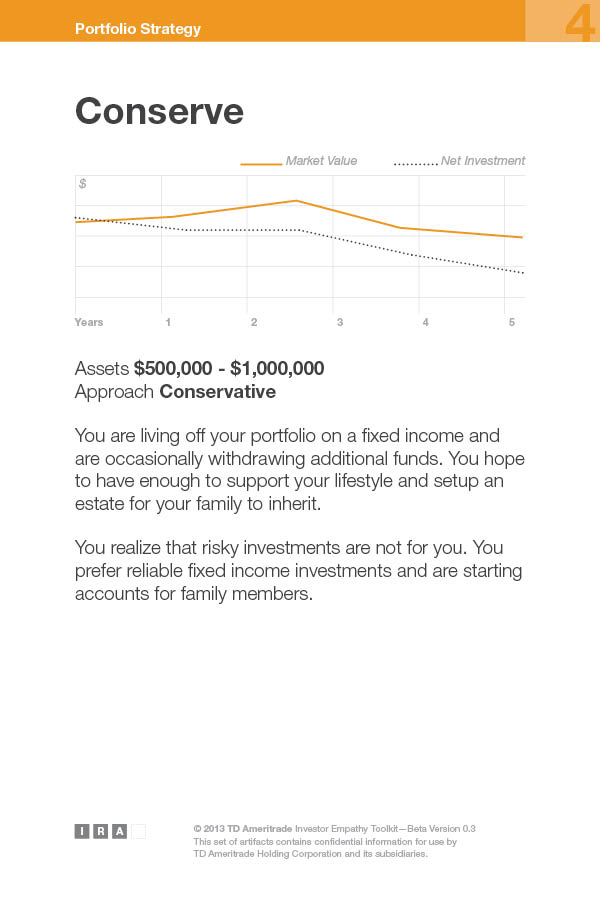 Portfolio Strategy
4
Conserve
Market Value
Net Investment
$
Years 1 2 3 4 5
Assets $500,000 - $1,000,000
Approach Conservative
You are living off your portfolio on a fixed income and
are occasionally withdrawing additional funds. You hope
to have enough to support your lifestyle and setup an
estate for your family to inherit.
You realize that risky investments are not for you. You
prefer reliable fixed income investments and are starting
accounts for family members.
I R A
© 2013 TD Ameritrade Investor Empathy Toolkit—Beta Version 0.3
This set of artifacts contains confidential information for use by
TD Ameritrade Holding Corporation and its subsidiaries.